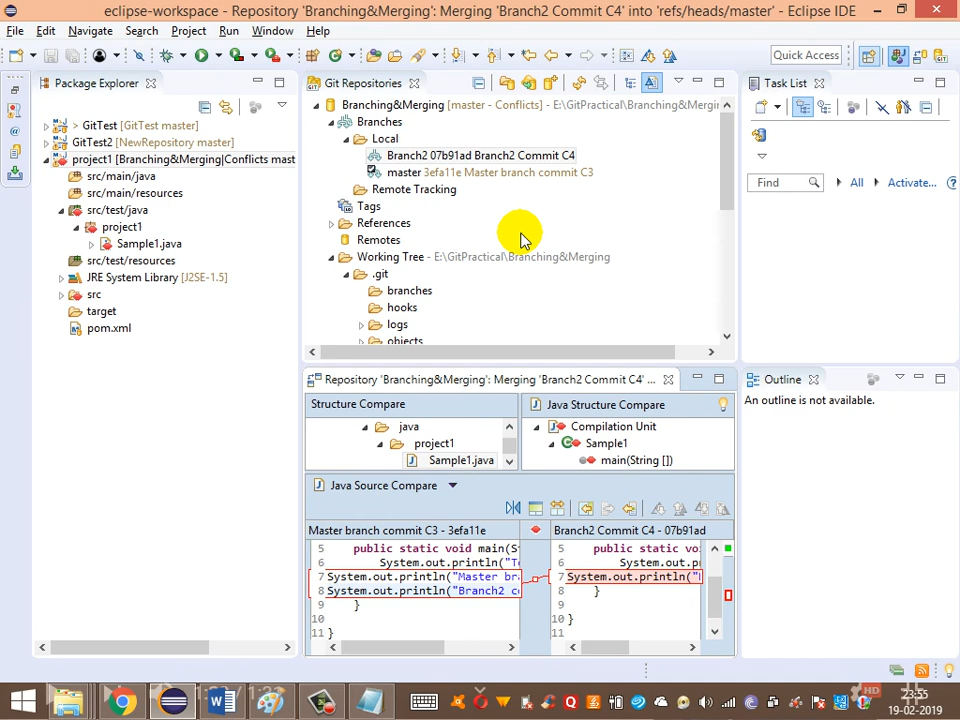 eclipse-workspace - Repository 'Branching&Merging': Merging 'Branch2 Commit C4' into 'refs/heads/master' - Eclipse IDE
File Edit Navigate Search Project Run Window Help
Quick Access
Package Explorer
> GitTest [GitTest master]
GitTest2 [NewRepository master]
project1 [Branching&Merging|Conflicts mast
src/main/java
src/main/resources
src/test/java
project1
Sample1.java
src/test/resources
JRE System Library [J2SE-1.5]
src
target
pom.xml
Git Repositories
Branching&Merging [master - Conflicts] - E:\GitPractical\Branching&Mergin
Branches
Local
Branch2 07b91ad Branch2 Commit C4
master 3efa11e Master branch commit C3
Remote Tracking
Tags
References
Remotes
Working Tree - E:\GitPractical\Branching&Merging
.git
branches
hooks
logs
objects
Repository 'Branching&Merging': Merging 'Branch2 Commit C4' ...
Structure Compare
java
project1
Sample1.java
Java Structure Compare
Compilation Unit
Sample1
main(String [])
Java Source Compare
Master branch commit C3 - 3efa11e
5 public static void main(S
6 System.out.println("T
7 System.out.println("Master br
8 System.out.println("Branch2 c
9 }
10
11 }
Branch2 Commit C4 - 07b91ad
5 public static voi
6 System.out.pr
7 System.out.println("
8 }
9
10 }
11
Task List
Find All Activate...
Outline
An outline is not available.
HD
23:55
19-02-2019